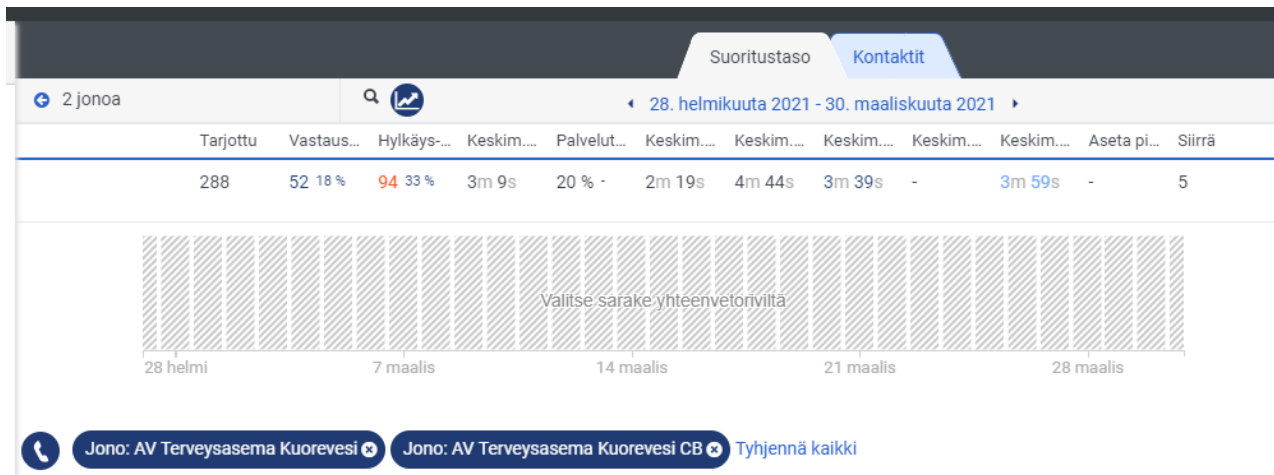 Suoritustaso Kontaktit
2 jonoa 28. helmikuuta 2021 - 30. maaliskuuta 2021
Tarjottu Vastaus... Hylkäys-... Keskim.... Palvelut... Keskim.... Keskim.... Keskim.... Keskim.... Keskim.... Aseta pi... Siirrä
288 52 18 % 94 33 % 3m 9s 20 % - 2m 19s 4m 44s 3m 39s - 3m 59s - 5
Valitse sarake yhteenvetoriviltä
28 helmi 7 maalis 14 maalis 21 maalis 28 maalis
Jono: AV Terveysasema Kuorevesi Jono: AV Terveysasema Kuorevesi CB Tyhjennä kaikki